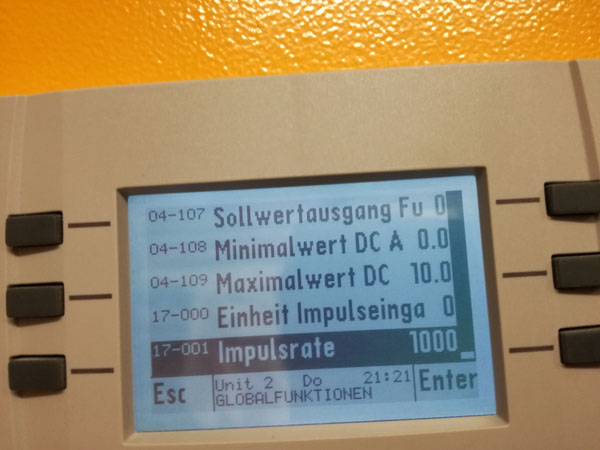 04-107 Sollwertausgang Fu 0
04-108 Minimalwert DC A 0.0
04-109 Maximalwert DC 10.0
17-000 Einheit Impulseinga 0
17-001 Impulsrate 1000_
Esc Unit 2 Do 21:21 Enter
GLOBALFUNKTIONEN